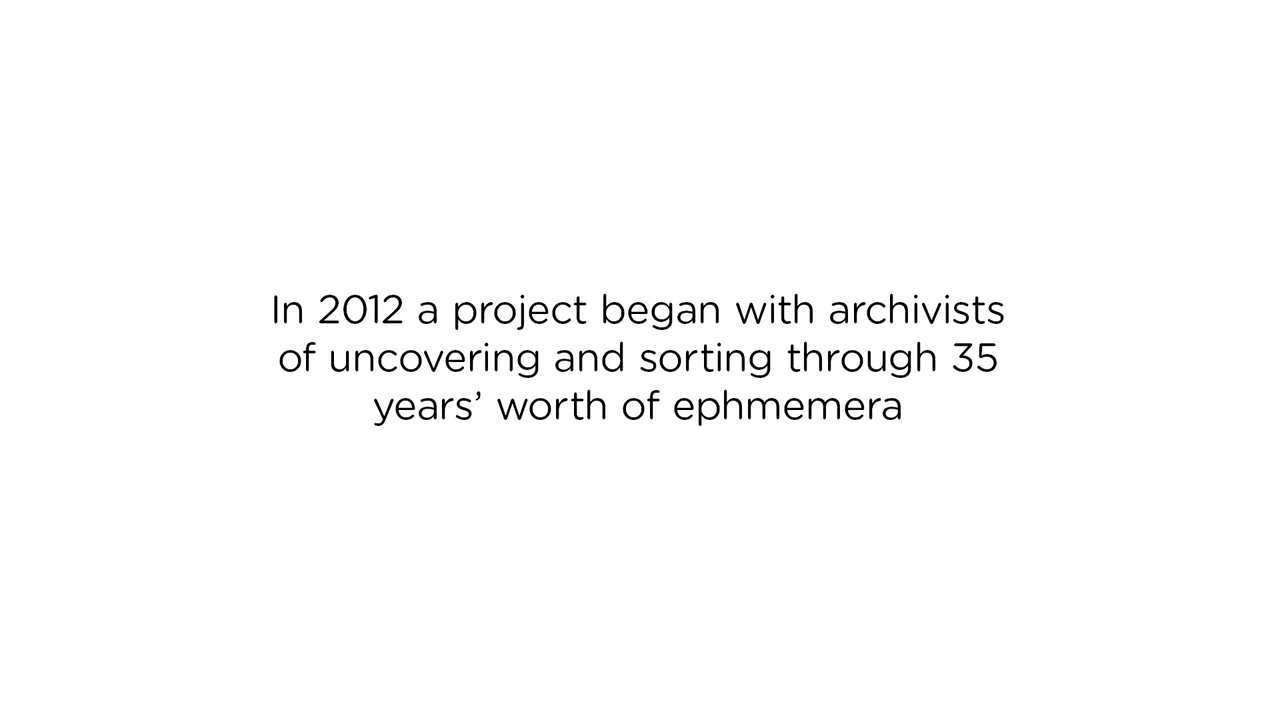 In 2012 a project began with archivists
of uncovering and sorting through 35
years’ worth of ephmemera